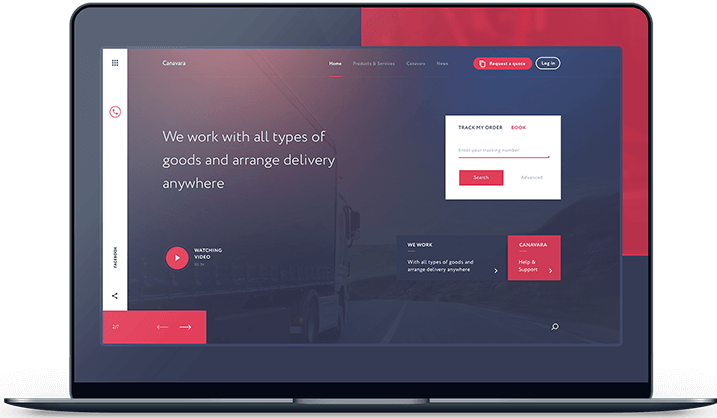 Canavara
Home
Products & Services
Canavara
News
Request a quote
Log in
We work with all types of
goods and arrange delivery
anywhere
TRACK MY ORDER
BOOK
Enter your tracking number
Search
Advanced
WATCHING
VIDEO
WE WORK
With all types of goods and
arrange delivery anywhere
CANAVARA
Help &
Support
FACEBOOK
2/7